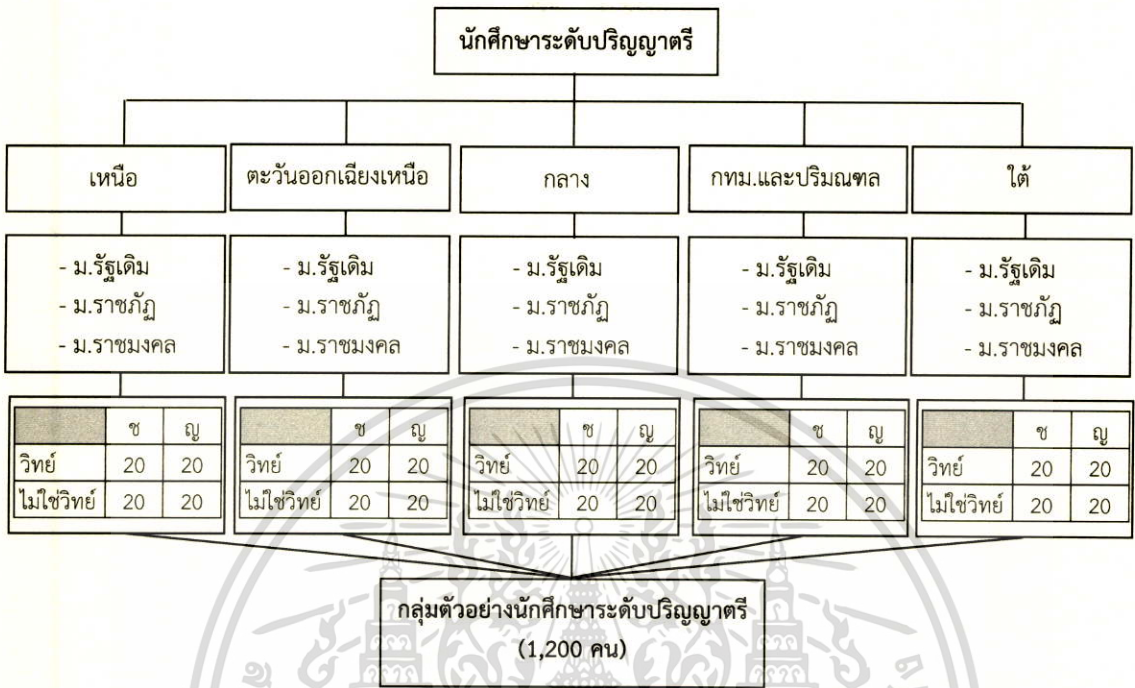 นักศึกษาระดับปริญญาตรี
เหนือ ตะวันออกเฉียงเหนือ กลาง กทม.และปริมณฑล ใต้
- ม.รัฐเดิม - ม.รัฐเดิม - ม.รัฐเดิม - ม.รัฐเดิม - ม.รัฐเดิม
- ม.ราชภัฏ - ม.ราชภัฏ - ม.ราชภัฏ - ม.ราชภัฏ - ม.ราชภัฏ
- ม.ราชมงคล - ม.ราชมงคล - ม.ราชมงคล - ม.ราชมงคล - ม.ราชมงคล
ช ญ ช ญ ช ญ ช ญ ช ญ
วิทย์ 20 20 วิทย์ 20 20 วิทย์ 20 20 วิทย์ 20 20 วิทย์ 20 20
ไม่ใช่วิทย์ 20 20 ไม่ใช่วิทย์ 20 20 ไม่ใช่วิทย์ 20 20 ไม่ใช่วิทย์ 20 20 ไม่ใช่วิทย์ 20 20
กลุ่มตัวอย่างนักศึกษาระดับปริญญาตรี
(1,200 คน)